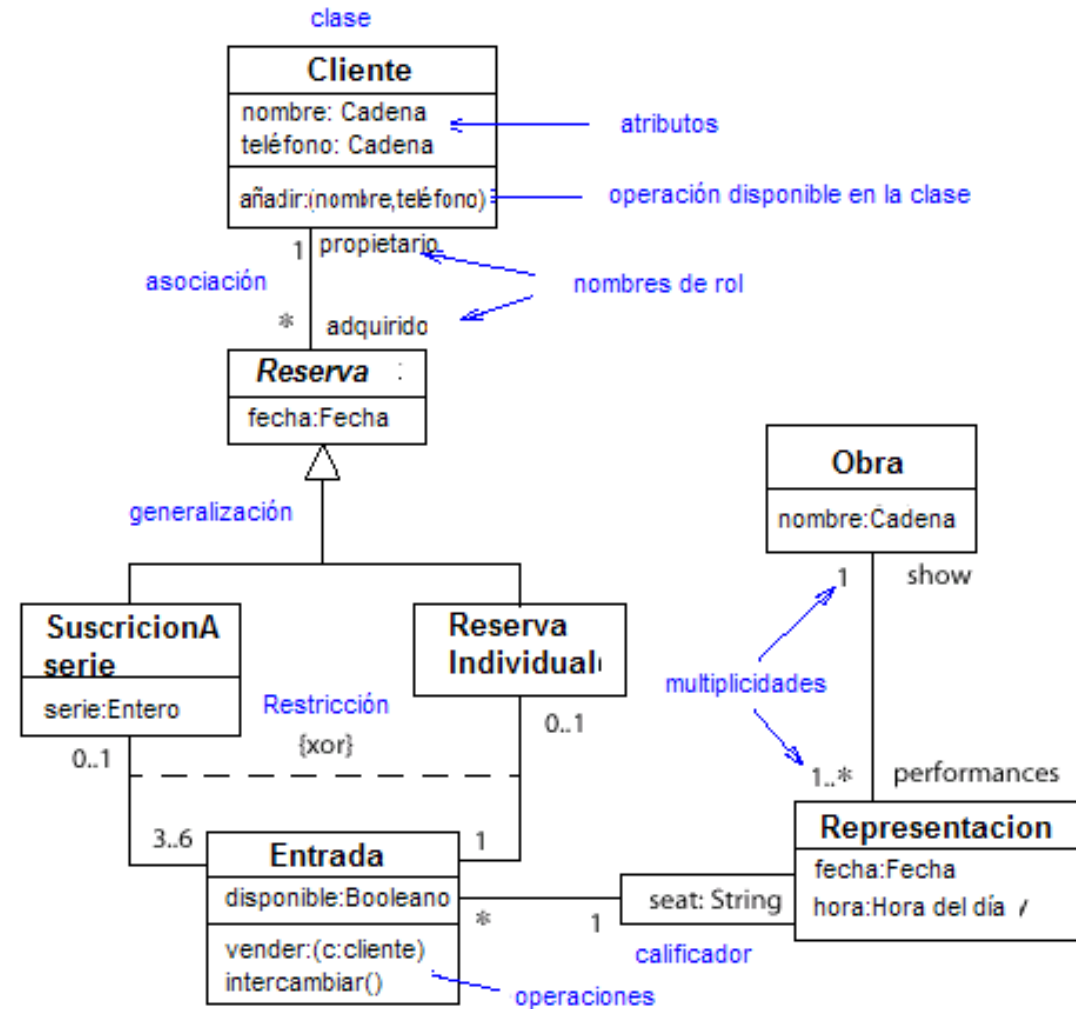 clase
Cliente
nombre: Cadena
teléfono: Cadena
atributos
añadir:(nombre,teléfono)
operación disponible en la clase
1
propietario
asociación
nombres de rol
*
adquirido
Reserva :
fecha:Fecha
generalización
Obra
nombre:Cadena
1
show
SuscricionA
serie
serie:Entero
Reserva
Individual
multiplicidades
Restricción
{xor}
0..1
0..1
1..*
performances
3..6
1
Entrada
disponible:Booleano
vender:(c:cliente)
intercambiar()
*
1
seat: String
Representacion
fecha:Fecha
hora:Hora del día
calificador
operaciones